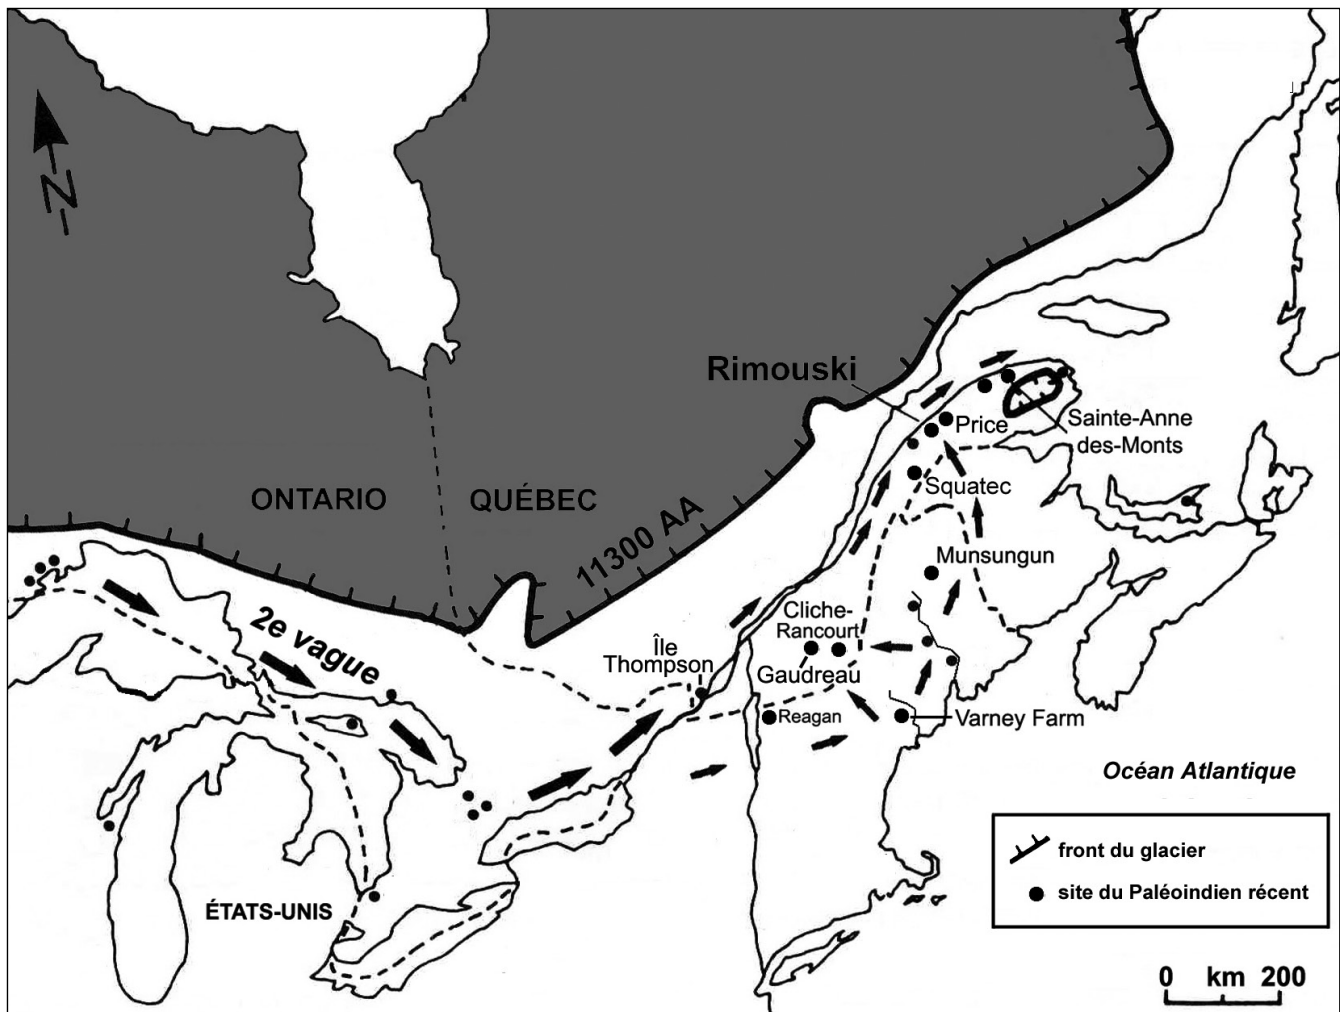 N
Rimouski
Price
Sainte-Anne
des-Monts
ONTARIO
QUÉBEC
Squatec
11300 AA
Munsungun
2e vague
Cliche-
Rancourt
Île
Thompson
Gaudreau
Reagan
Varney Farm
Océan Atlantique
front du glacier
site du Paléoindien récent
ÉTATS-UNIS
0 km 200